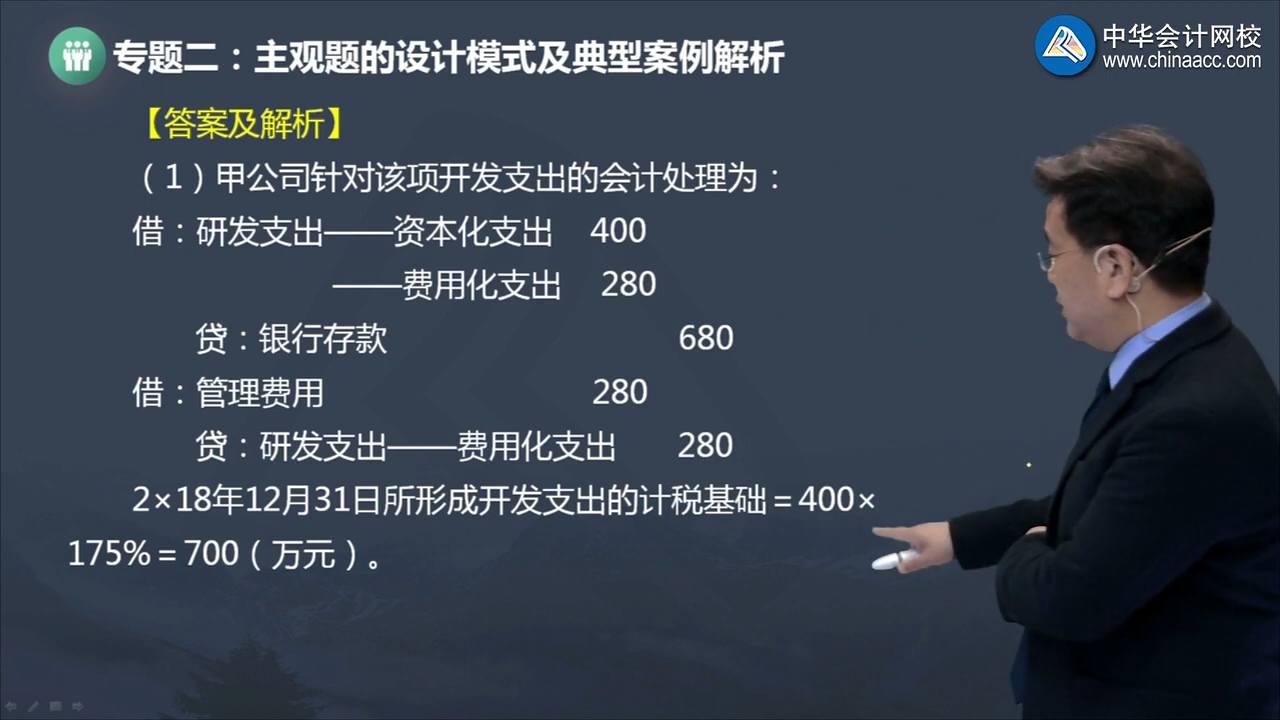 专题二：主观题的设计模式及典型案例解析
中华会计网校
www.chinaacc.com
【答案及解析】
（1）甲公司针对该项开发支出的会计处理为：
借：研发支出——资本化支出 400
——费用化支出 280
贷：银行存款 680
借：管理费用 280
贷：研发支出——费用化支出 280
2×18年12月31日所形成开发支出的计税基础＝400×
175%＝700（万元）。